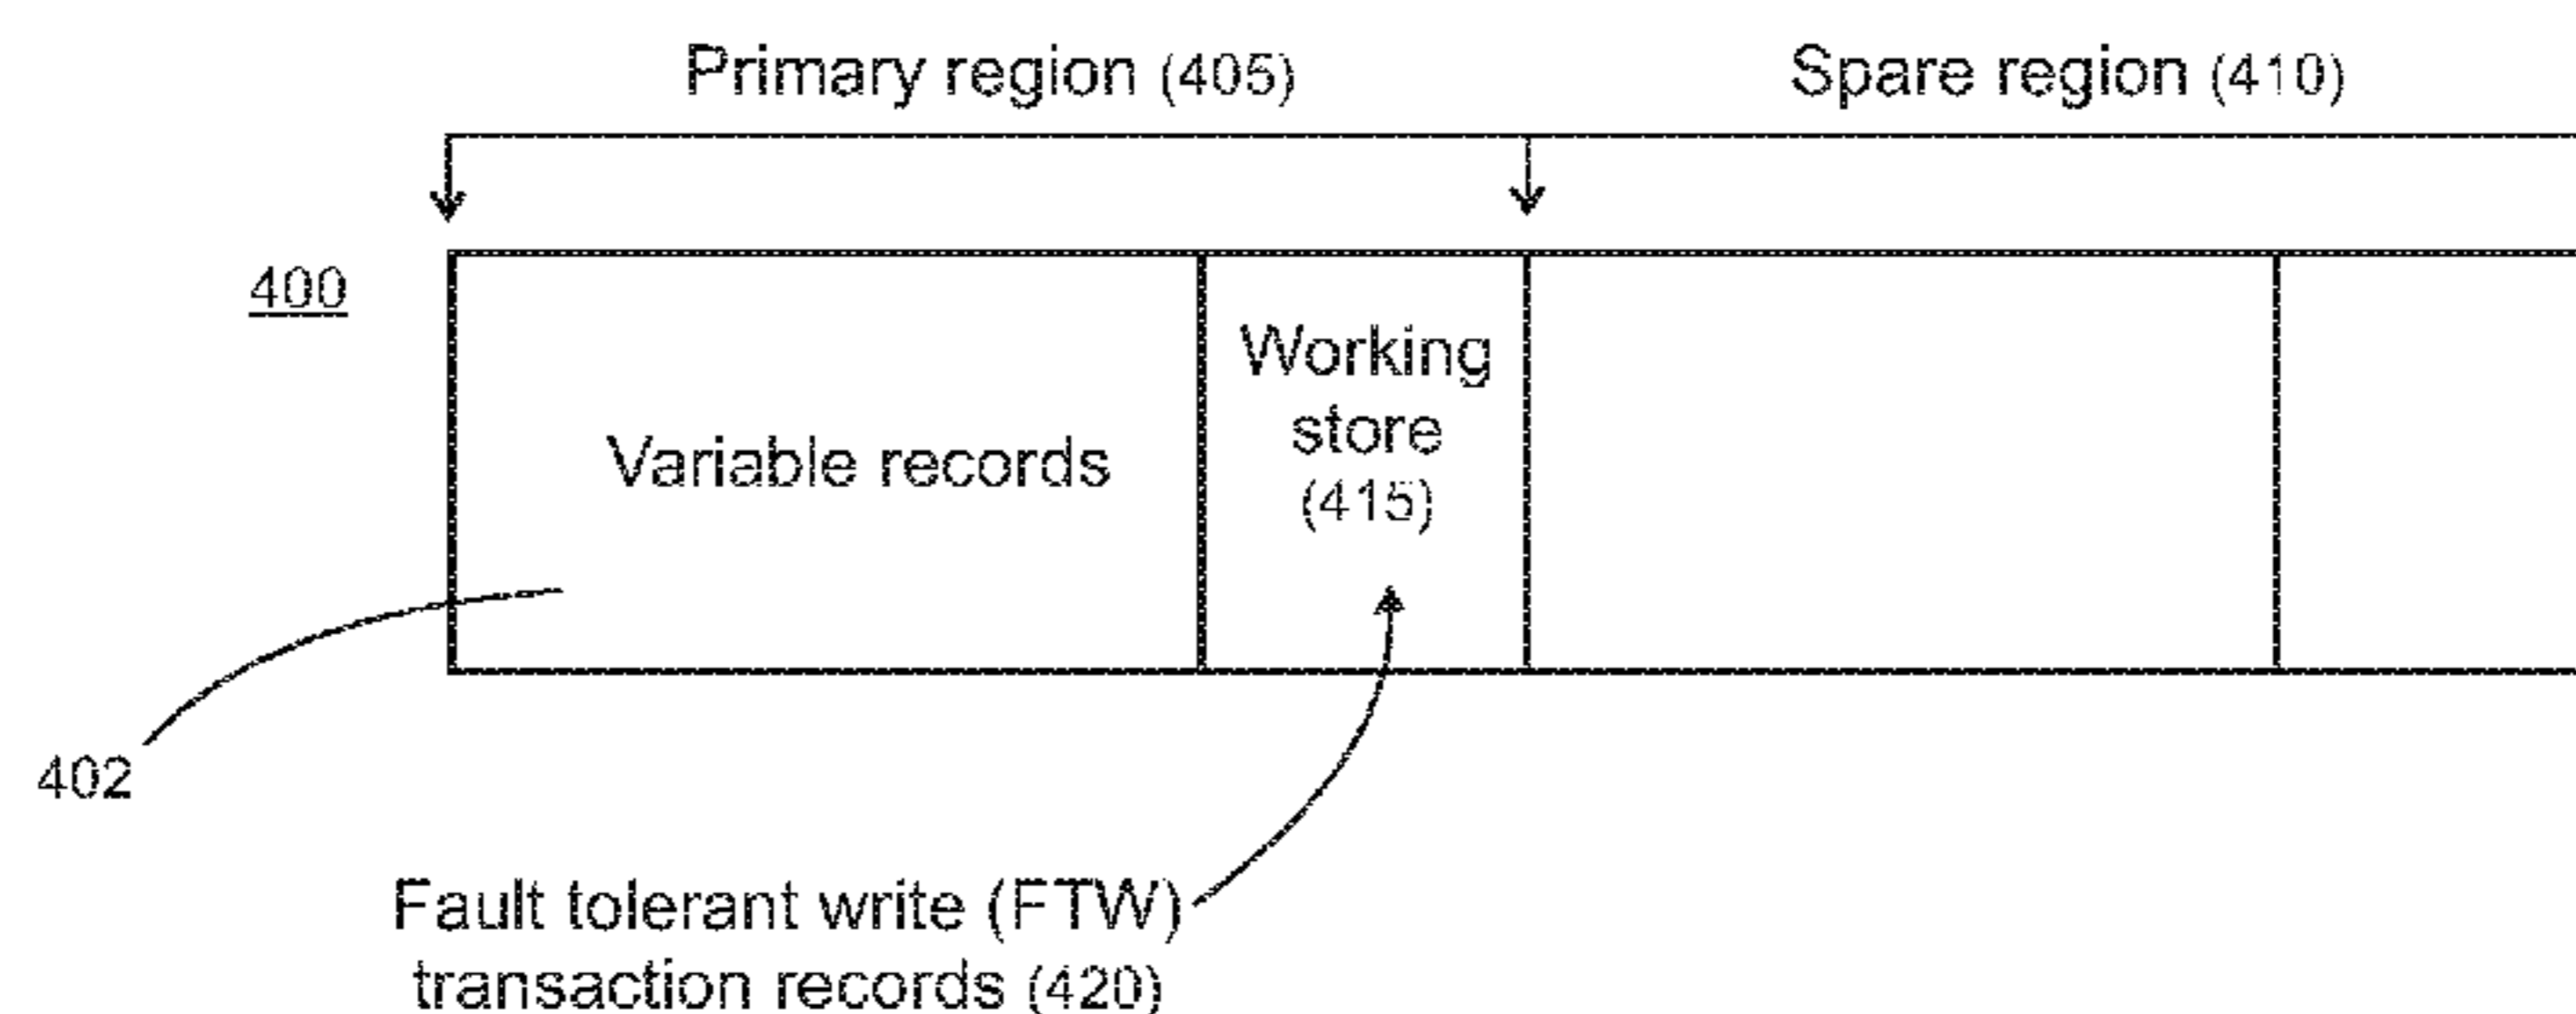 Primary region (405)
Spare region (410)
400
Working
store
(415)
Variable records
402
Fault tolerant write (FTW)
transaction records (420)